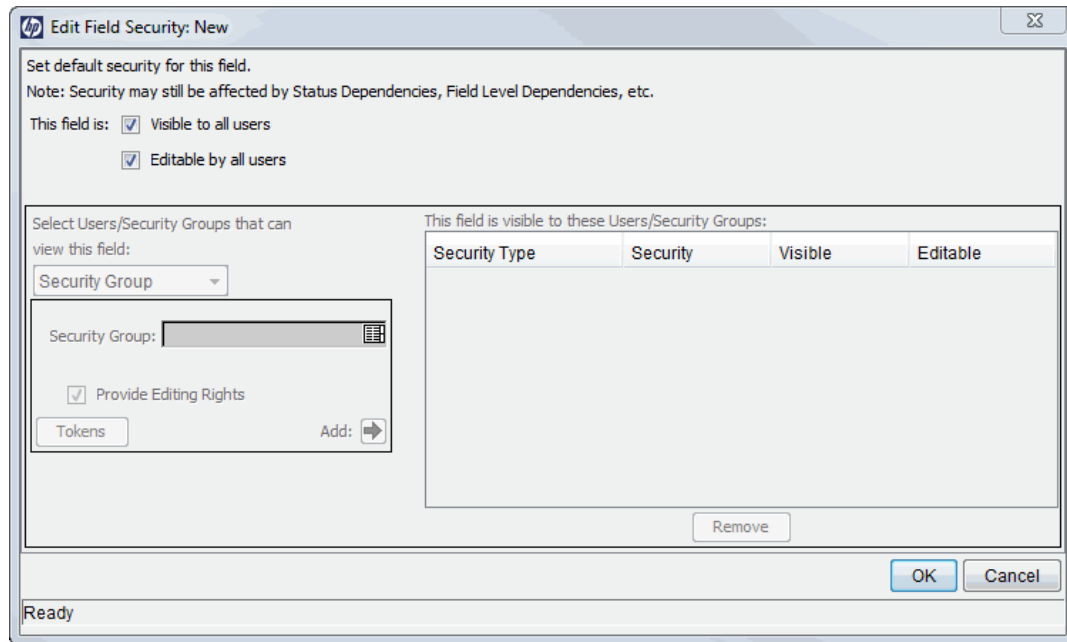 hp Edit Field Security: New
Set default security for this field.
Note: Security may still be affected by Status Dependencies, Field Level Dependencies, etc.
This field is: Visible to all users
Editable by all users
Select Users/Security Groups that can
view this field:
Security Group
Security Group:
Provide Editing Rights
Tokens Add:
This field is visible to these Users/Security Groups:
Security Type Security Visible Editable
Remove
OK Cancel
Ready